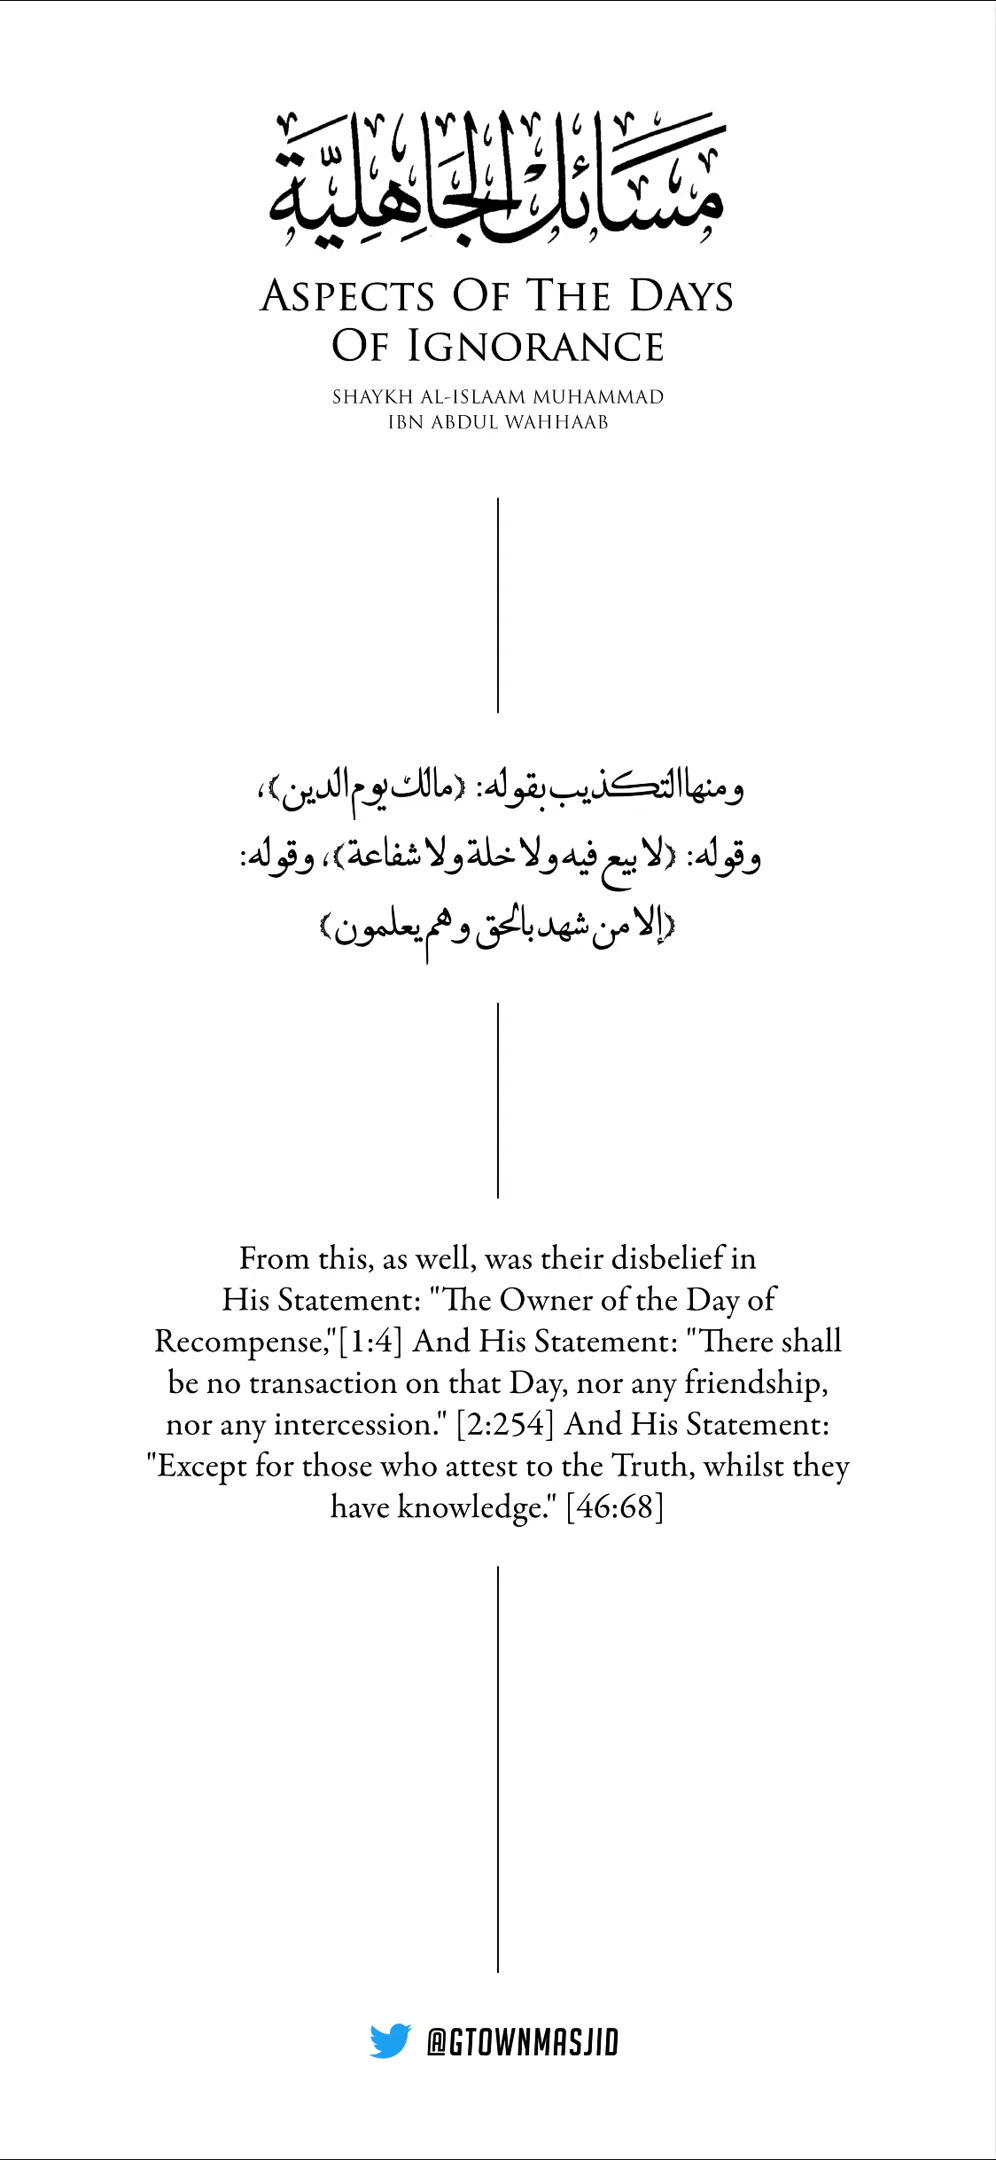 مَسَائِلُ الجَاهِلِيَّةِ
ASPECTS OF THE DAYS
OF IGNORANCE
SHAYKH AL-ISLAAM MUHAMMAD
IBN ABDUL WAHHAAB
ومنها التكذيب بقوله: ﴿مالك يوم الدين﴾،
وقوله: ﴿لا بيع فيه ولا خلة ولا شفاعة﴾، وقوله:
﴿إلا من شهد بالحق وهم يعلمون﴾
From this, as well, was their disbelief in
His Statement: "The Owner of the Day of
Recompense,"[1:4] And His Statement: "There shall
be no transaction on that Day, nor any friendship,
nor any intercession." [2:254] And His Statement:
"Except for those who attest to the Truth, whilst they
have knowledge." [46:68]
@GTOWNMASJID